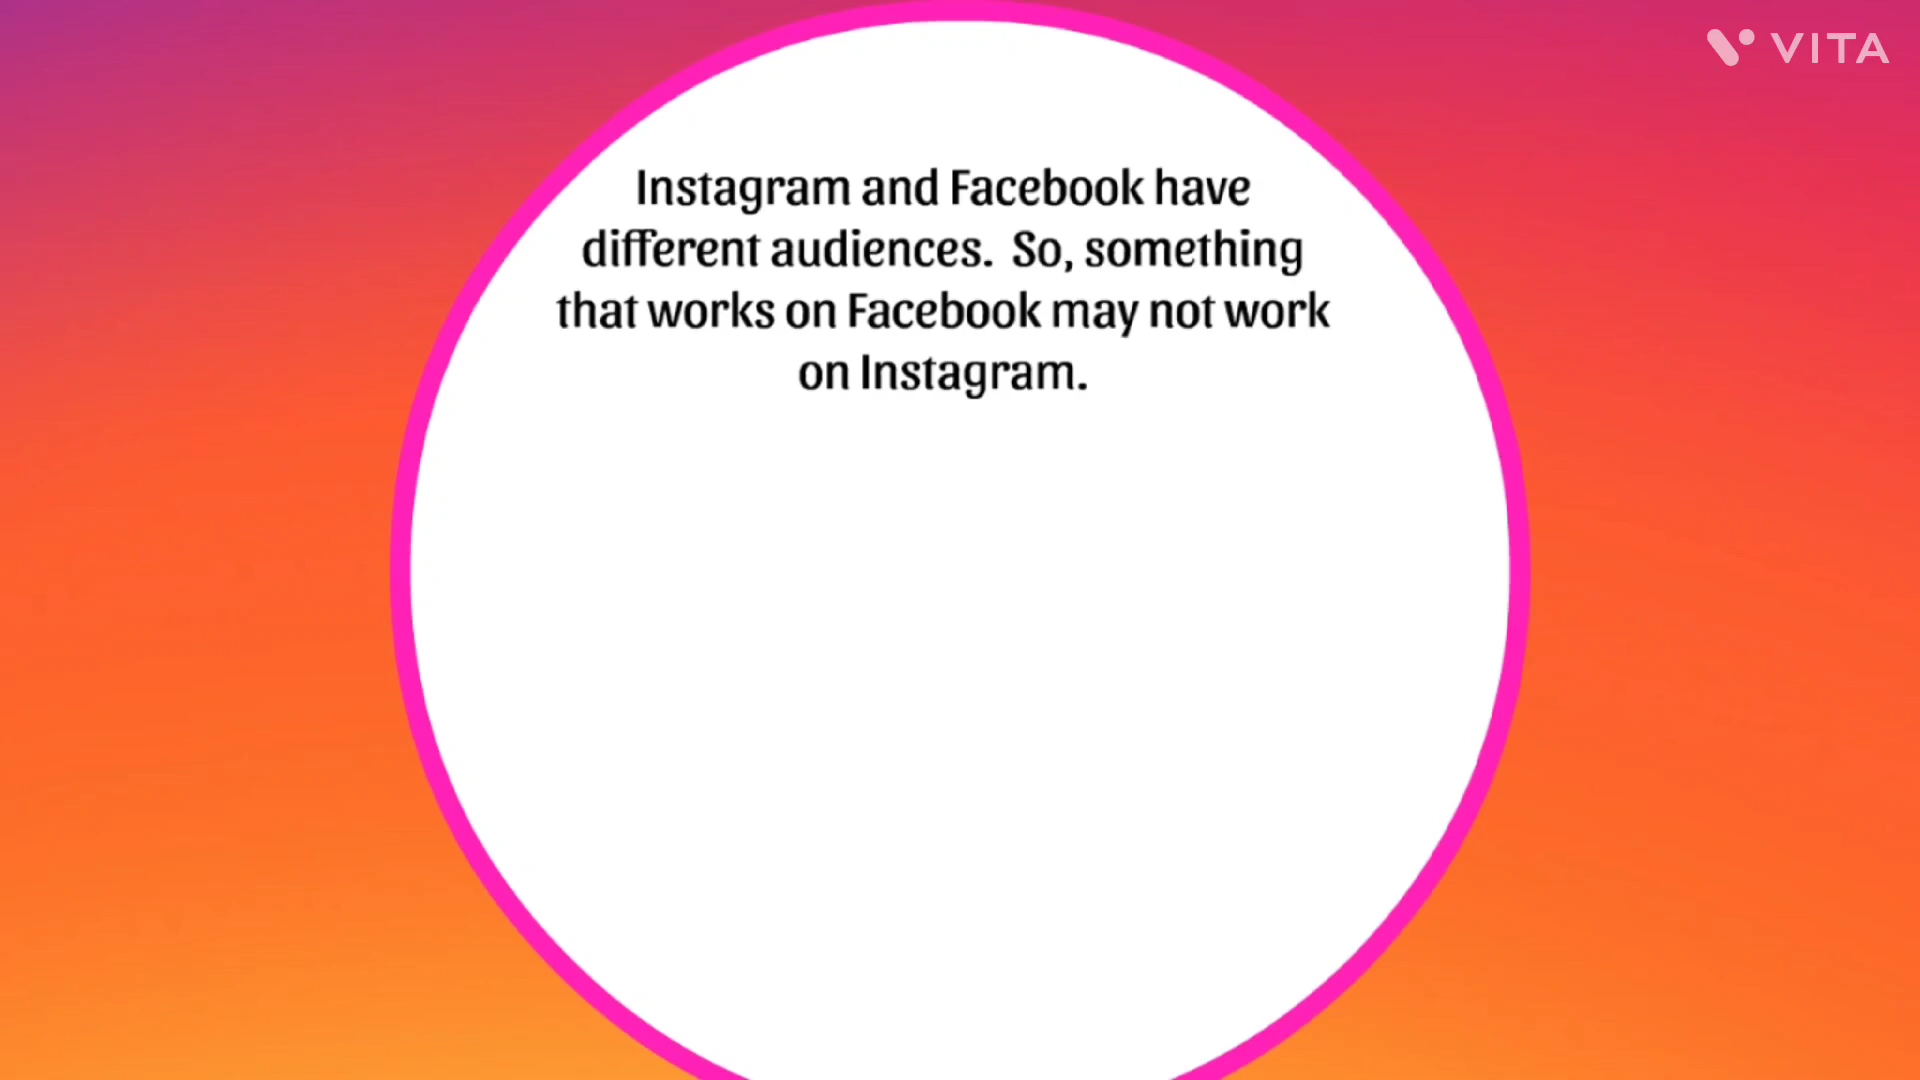 VITA
Instagram and Facebook have
different audiences.  So, something
that works on Facebook may not work
on Instagram.